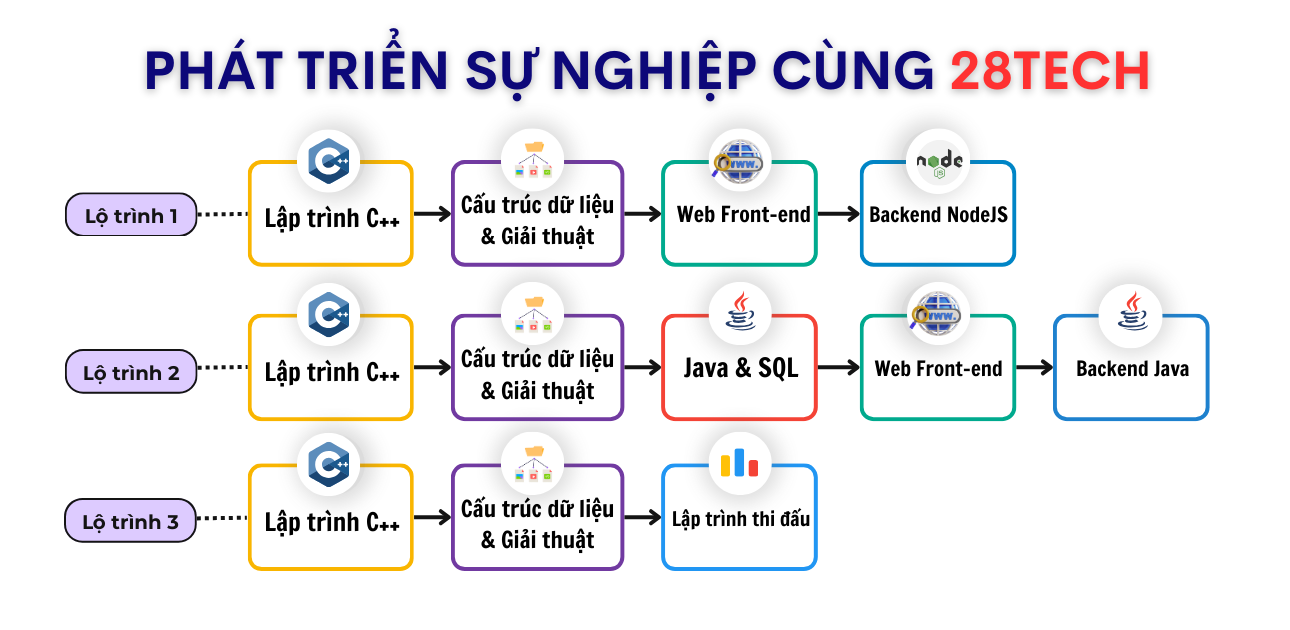 PHÁT TRIỂN SỰ NGHIỆP CÙNG 28TECH
Lộ trình 1
C++
Lập trình C++
Cấu trúc dữ liệu
& Giải thuật
WWW.
Web Front-end
node
JS
Backend NodeJS
Lộ trình 2
C++
Lập trình C++
Cấu trúc dữ liệu
& Giải thuật
Java & SQL
WWW.
Web Front-end
Backend Java
Lộ trình 3
C++
Lập trình C++
Cấu trúc dữ liệu
& Giải thuật
Lập trình thi đấu